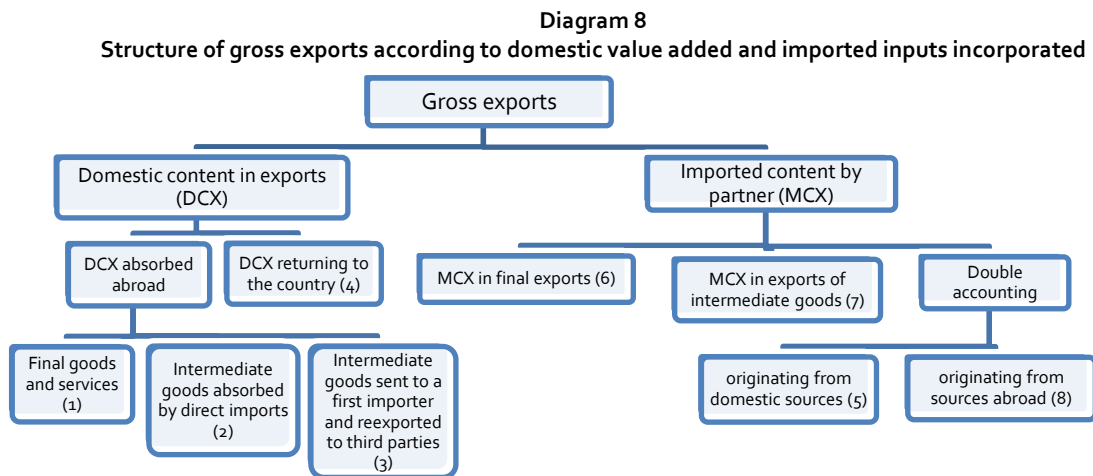 Diagram 8
Structure of gross exports according to domestic value added and imported inputs incorporated
Gross exports
Domestic content in exports
(DCX)
Imported content by
partner (MCX)
DCX absorbed
abroad
DCX returning to
the country (4)
MCX in final exports (6)
MCX in exports of
intermediate goods (7)
Double
accounting
Final goods
and services
(1)
Intermediate
goods absorbed
by direct imports
(2)
Intermediate
goods sent to a
first importer
and reexported
to third parties
(3)
originating from
domestic sources (5)
originating from
sources abroad (8)